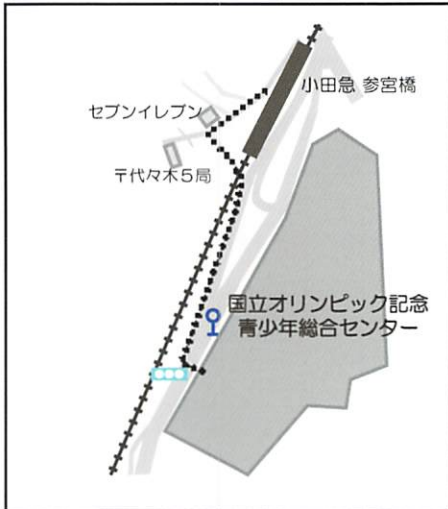 小田急 参宮橋
セブンイレブン
〒代々木5局
国立オリンピック記念
青少年総合センター